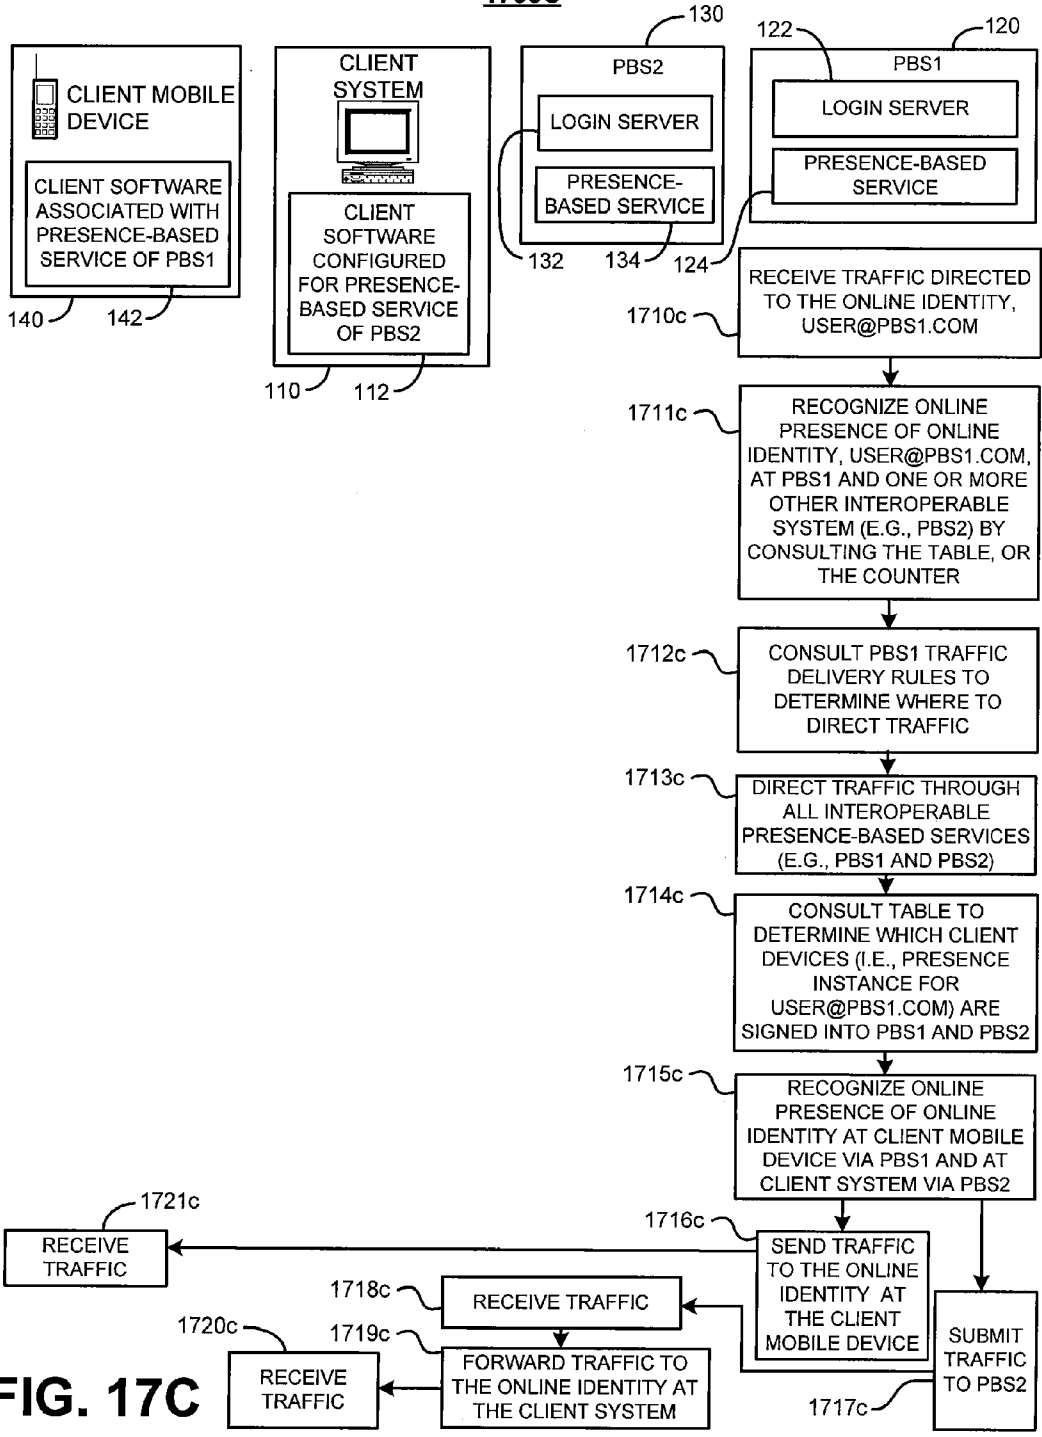 130
122
120
CLIENT MOBILE
DEVICE
CLIENT SOFTWARE
ASSOCIATED WITH
PRESENCE-BASED
SERVICE OF PBS1
140
142
CLIENT
SYSTEM
CLIENT
SOFTWARE
CONFIGURED
FOR PRESENCE-
BASED SERVICE
OF PBS2
110
112
PBS2
LOGIN SERVER
PRESENCE-
BASED SERVICE
132
134
PBS1
LOGIN SERVER
PRESENCE-BASED
SERVICE
124
1710c
RECEIVE TRAFFIC DIRECTED
TO THE ONLINE IDENTITY,
USER@PBS1.COM
1711c
RECOGNIZE ONLINE
PRESENCE OF ONLINE
IDENTITY, USER@PBS1.COM,
AT PBS1 AND ONE OR MORE
OTHER INTEROPERABLE
SYSTEM (E.G., PBS2) BY
CONSULTING THE TABLE, OR
THE COUNTER
1712c
CONSULT PBS1 TRAFFIC
DELIVERY RULES TO
DETERMINE WHERE TO
DIRECT TRAFFIC
1713c
DIRECT TRAFFIC THROUGH
ALL INTEROPERABLE
PRESENCE-BASED SERVICES
(E.G., PBS1 AND PBS2)
1714c
CONSULT TABLE TO
DETERMINE WHICH CLIENT
DEVICES (I.E., PRESENCE
INSTANCE FOR
USER@PBS1.COM) ARE
SIGNED INTO PBS1 AND PBS2
1715c
RECOGNIZE ONLINE
PRESENCE OF ONLINE
IDENTITY AT CLIENT MOBILE
DEVICE VIA PBS1 AND AT
CLIENT SYSTEM VIA PBS2
1716c
SEND TRAFFIC
TO THE ONLINE
IDENTITY AT
THE CLIENT
MOBILE DEVICE
1721c
RECEIVE
TRAFFIC
1717c
SUBMIT
TRAFFIC
TO PBS2
1718c
RECEIVE TRAFFIC
1719c
FORWARD TRAFFIC TO
THE ONLINE IDENTITY AT
THE CLIENT SYSTEM
1720c
RECEIVE
TRAFFIC
FIG. 17C